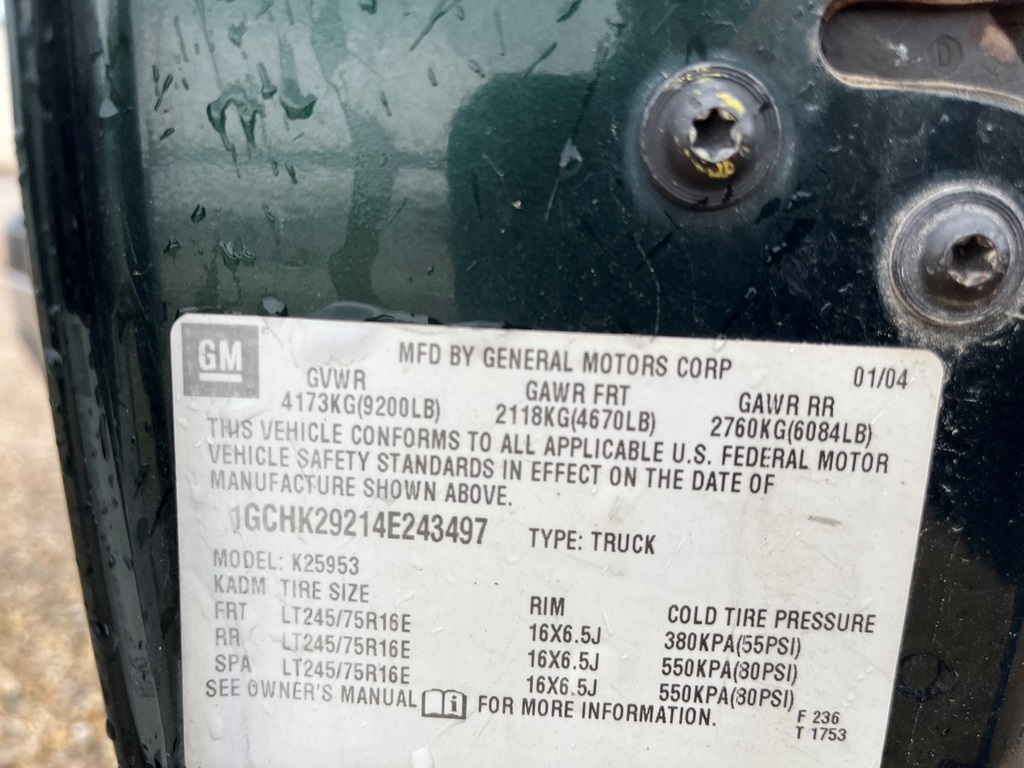 GM
MFD BY GENERAL MOTORS CORP
01/04
GVWR GAWR FRT GAWR RR
4173KG(9200LB) 2118KG(4670LB) 2760KG(6084LB)
THIS VEHICLE CONFORMS TO ALL APPLICABLE U.S. FEDERAL MOTOR
VEHICLE SAFETY STANDARDS IN EFFECT ON THE DATE OF
MANUFACTURE SHOWN ABOVE.
1GCHK29214E243497 TYPE: TRUCK
MODEL: K25953
KADM TIRE SIZE RIM COLD TIRE PRESSURE
FRT LT245/75R16E 16X6.5J 380KPA(55PSI)
RR LT245/75R16E 16X6.5J 550KPA(80PSI)
SPA LT245/75R16E 16X6.5J 550KPA(80PSI)
SEE OWNER'S MANUAL FOR MORE INFORMATION.
F 236
T 1753